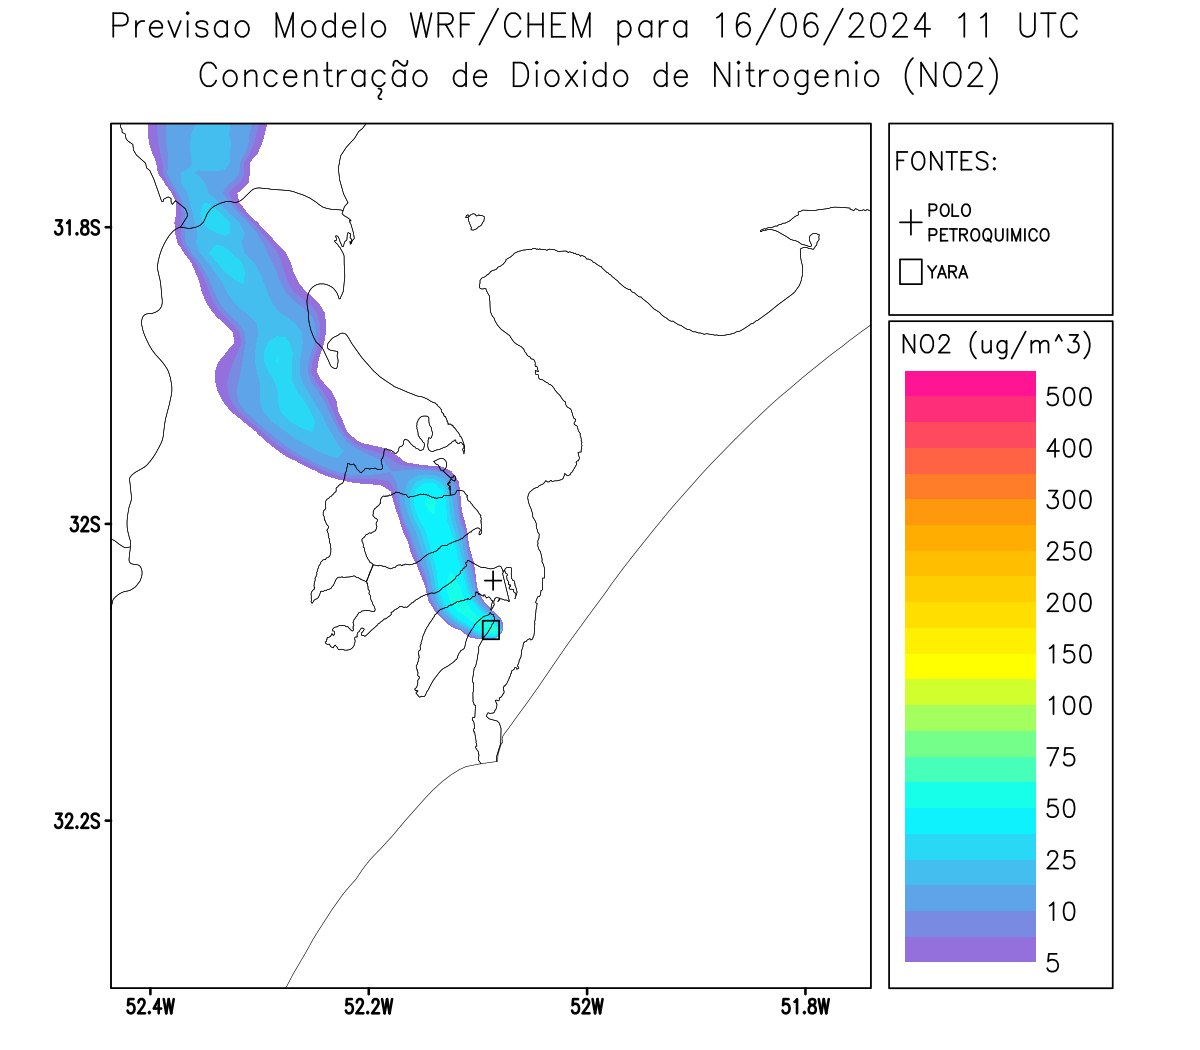 Previsao Modelo WRF/CHEM para 16/06/2024 11 UTC
Concentração de Dioxido de Nitrogenio (NO2)
FONTES:
POLO
PETROQUIMICO
YARA
NO2 (ug/m^3)
500
400
300
250
200
150
100
75
50
25
10
5
31.8S
32S
32.2S
52.4W
52.2W
52W
51.8W